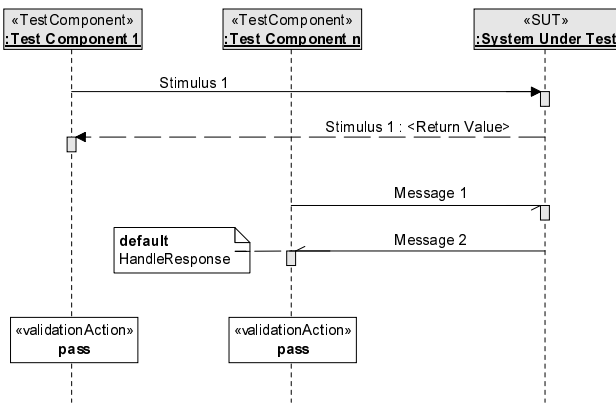 «TestComponent»
:Test Component 1
«TestComponent»
:Test Component n
«SUT»
:System Under Test
Stimulus 1
Stimulus 1 : <Return Value>
Message 1
Message 2
default
HandleResponse
«validationAction»
pass
«validationAction»
pass